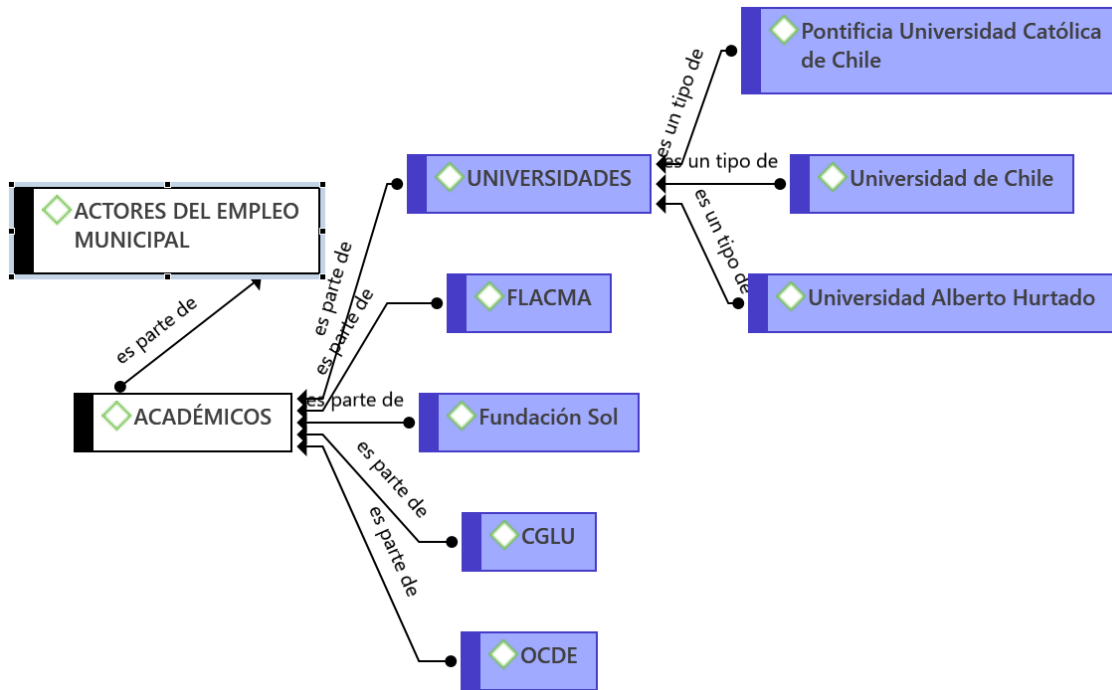 Pontificia Universidad Católica
de Chile
es un tipo de
UNIVERSIDADES
es un tipo de
Universidad de Chile
ACTORES DEL EMPLEO
MUNICIPAL
es un tipo de
es parte de
FLACMA
Universidad Alberto Hurtado
es parte de
es parte de
ACADÉMICOS
es parte de
Fundación Sol
es parte de
CGLU
es parte de
OCDE